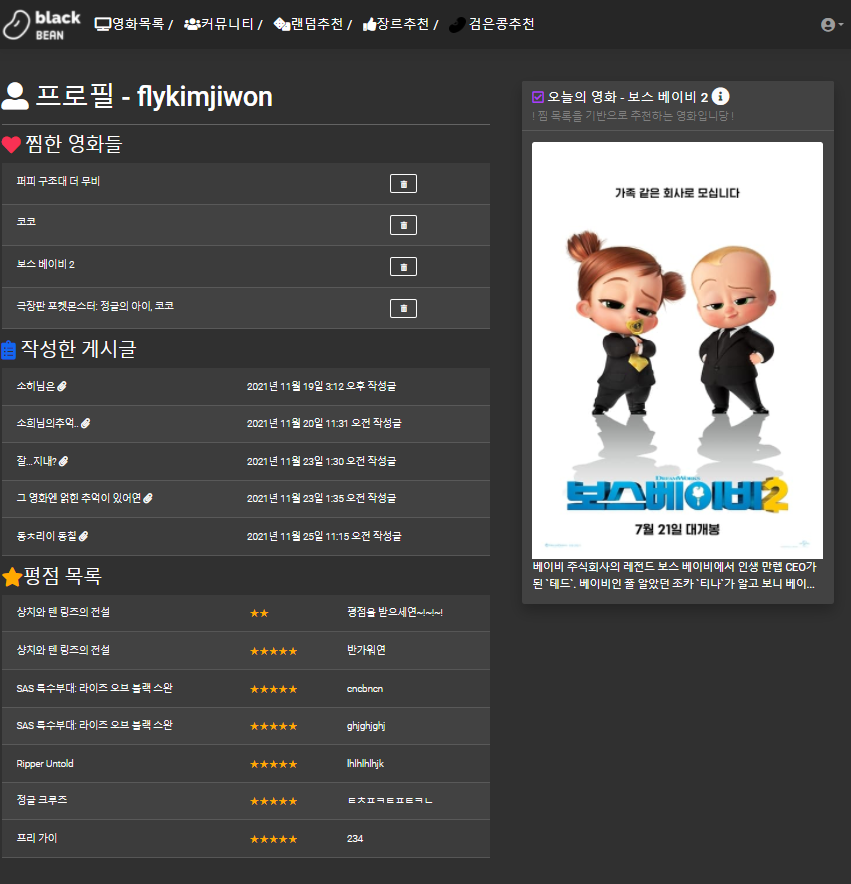 black
BEAN
영화목록 / 커뮤니티 / 랜덤추천 / 장르추천 / 검은콩추천
프로필 - flykimjiwon
찜한 영화들
퍼피 구조대 더 무비
코코
보스 베이비 2
극장판 포켓몬스터: 정글의 아이, 코코
작성한 게시글
소히님은 2021년 11월 19일 3:12 오후 작성글
소희님의추억.. 2021년 11월 20일 11:31 오전 작성글
잘...지내? 2021년 11월 23일 1:30 오전 작성글
그 영화엔 얽힌 추억이 있어연 2021년 11월 23일 1:35 오전 작성글
동ㅊ리이 동칠 2021년 11월 25일 11:15 오전 작성글
평점 목록
샹치와 텐 링즈의 전설 ★★ 평점을 받으세연~!~!~!
샹치와 텐 링즈의 전설 ★★★★★ 반가워연
SAS 특수부대: 라이즈 오브 블랙 스완 ★★★★★ cncbncn
SAS 특수부대: 라이즈 오브 블랙 스완 ★★★★★ ghjghjghj
Ripper Untold ★★★★★ lhlhlhlhjk
정글 크루즈 ★★★★★ ㅌㅊㅍㅋㅌㅍㅌㅋㄴ
프리 가이 ★★★★★ 234
오늘의 영화 - 보스 베이비 2
! 찜 목록을 기반으로 추천하는 영화입니당 !
가족 같은 회사로 모십니다
DREAMWORKS
보스베이비2
7월 21일 대개봉
베이비 주식회사의 레전드 보스 베이비에서 인생 만렙 CEO가
된 `테드`. 베이비인 줄 알았던 조카 `티나`가 알고 보니 베이...